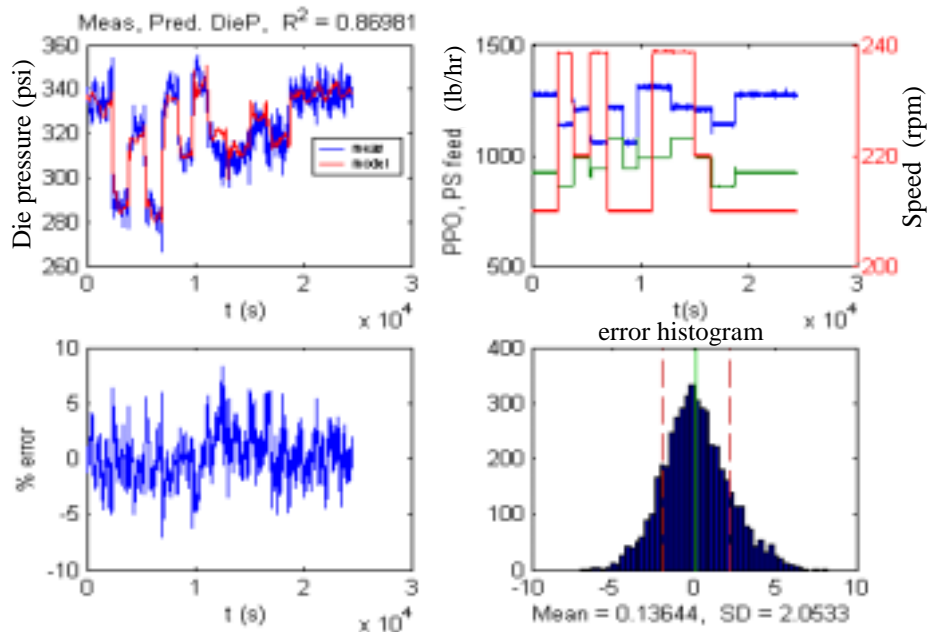 Meas, Pred. DieP, R² = 0.86981
Die pressure (psi)
360
340
320
300
280
260
meas
model
0
1
2
3
t (s)
x 10⁴
PPO, PS feed (lb/hr)
1500
1000
500
240
220
200
Speed (rpm)
0
1
2
3
t(s)
x 10⁴
% error
10
5
0
-5
-10
0
1
2
3
t (s)
x 10⁴
error histogram
400
300
200
100
0
-10
-5
0
5
10
Mean = 0.13644, SD = 2.0533